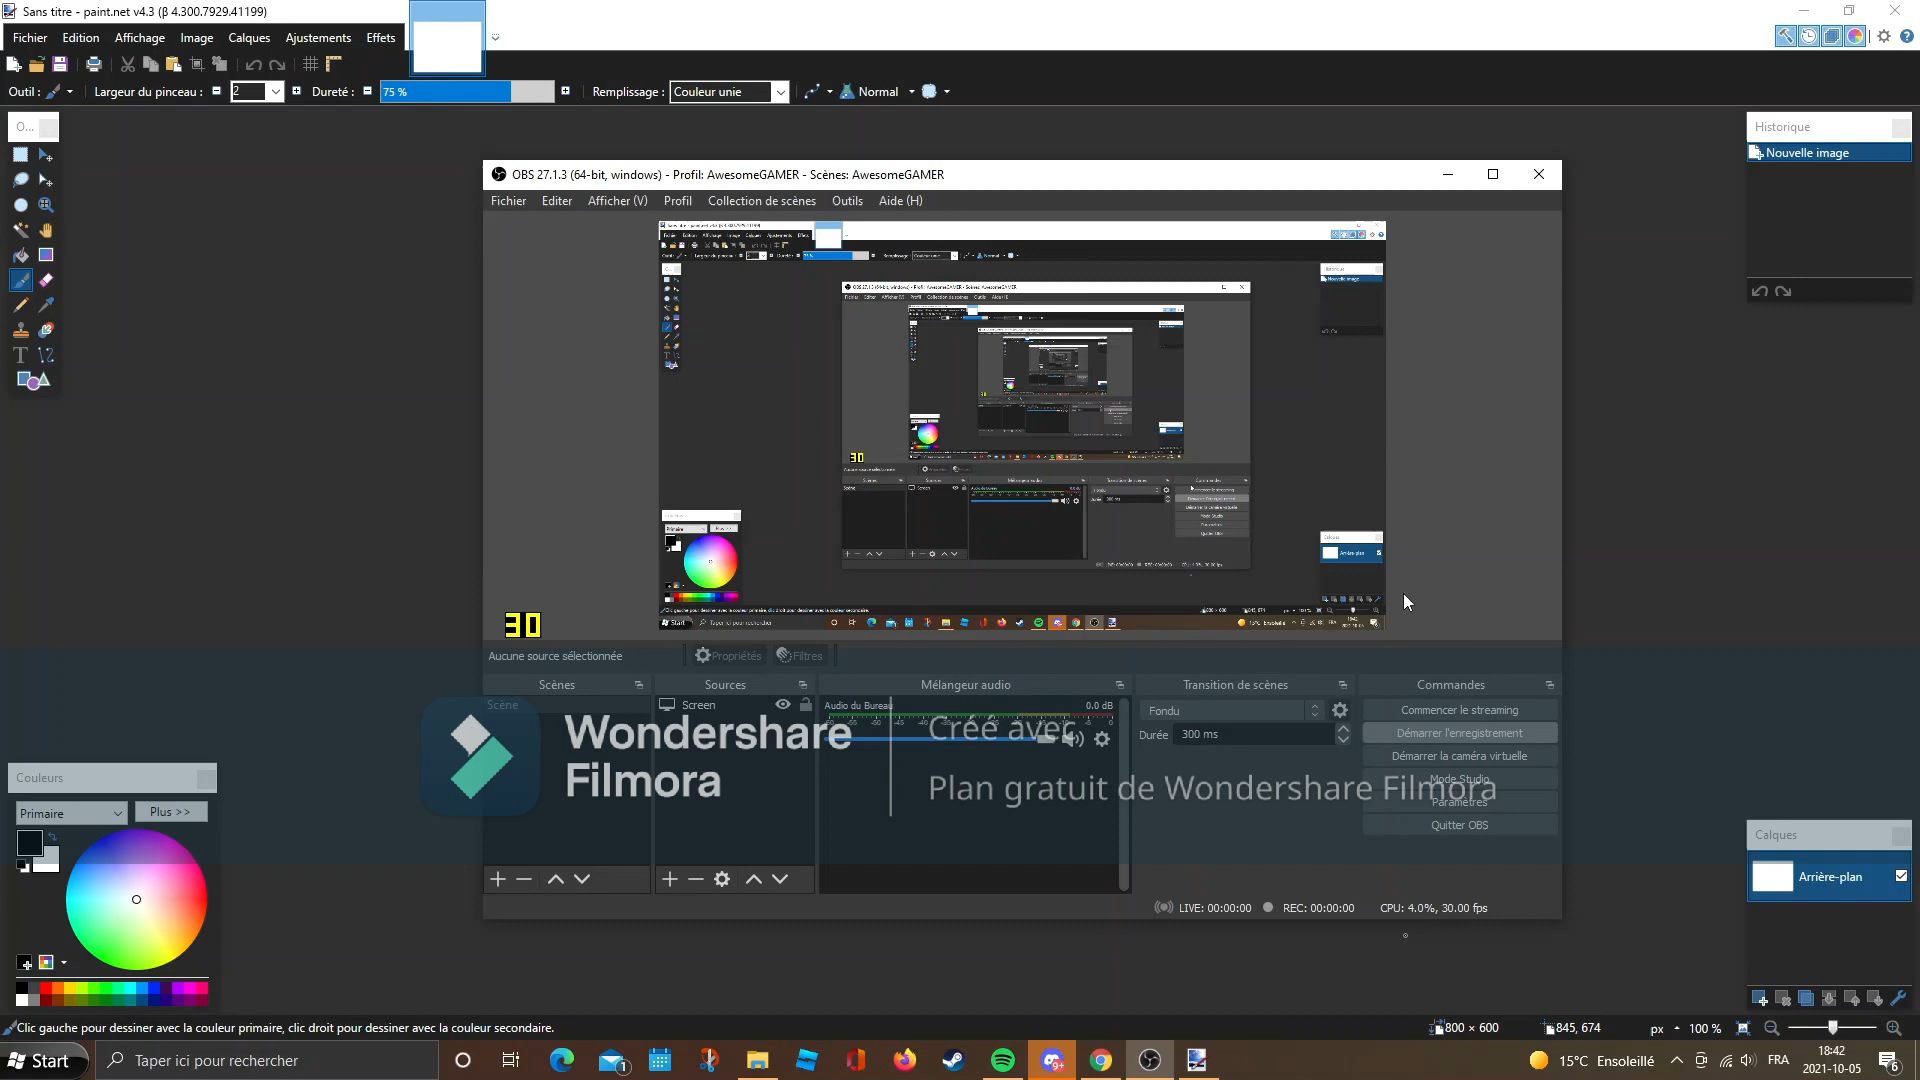 Sans titre - paint.net v4.3 (β 4.300.7929.41199)
Fichier Edition Affichage Image Calques Ajustements Effets
Outil : Largeur du pinceau : 2 Dureté : 75 % Remplissage : Couleur unie Normal
O...
Historique
Nouvelle image
OBS 27.1.3 (64-bit, windows) - Profil: AwesomeGAMER - Scènes: AwesomeGAMER
Fichier Editer Afficher (V) Profil Collection de scènes Outils Aide (H)
30
30
Aucune source sélectionnée Propriétés Filtres
Scènes Sources Mélangeur audio Transition de scènes Commandes
Scène Screen Audio du Bureau 0.0 dB Fondu Commencer le streaming
Durée 300 ms Démarrer l'enregistrement
Démarrer la caméra virtuelle
Mode Studio
Paramètres
Quitter OBS
Wondershare
Filmora
Créé avec
Plan gratuit de Wondershare Filmora
LIVE: 00:00:00 REC: 00:00:00 CPU: 4.0%, 30.00 fps
Couleurs
Primaire Plus >>
Calques
Arrière-plan
Clic gauche pour dessiner avec la couleur primaire, clic droit pour dessiner avec la couleur secondaire.
800 × 600 845, 674 px 100 %
Start Taper ici pour rechercher 1 9+ 15°C Ensoleillé FRA 18:42
2021-10-05 6